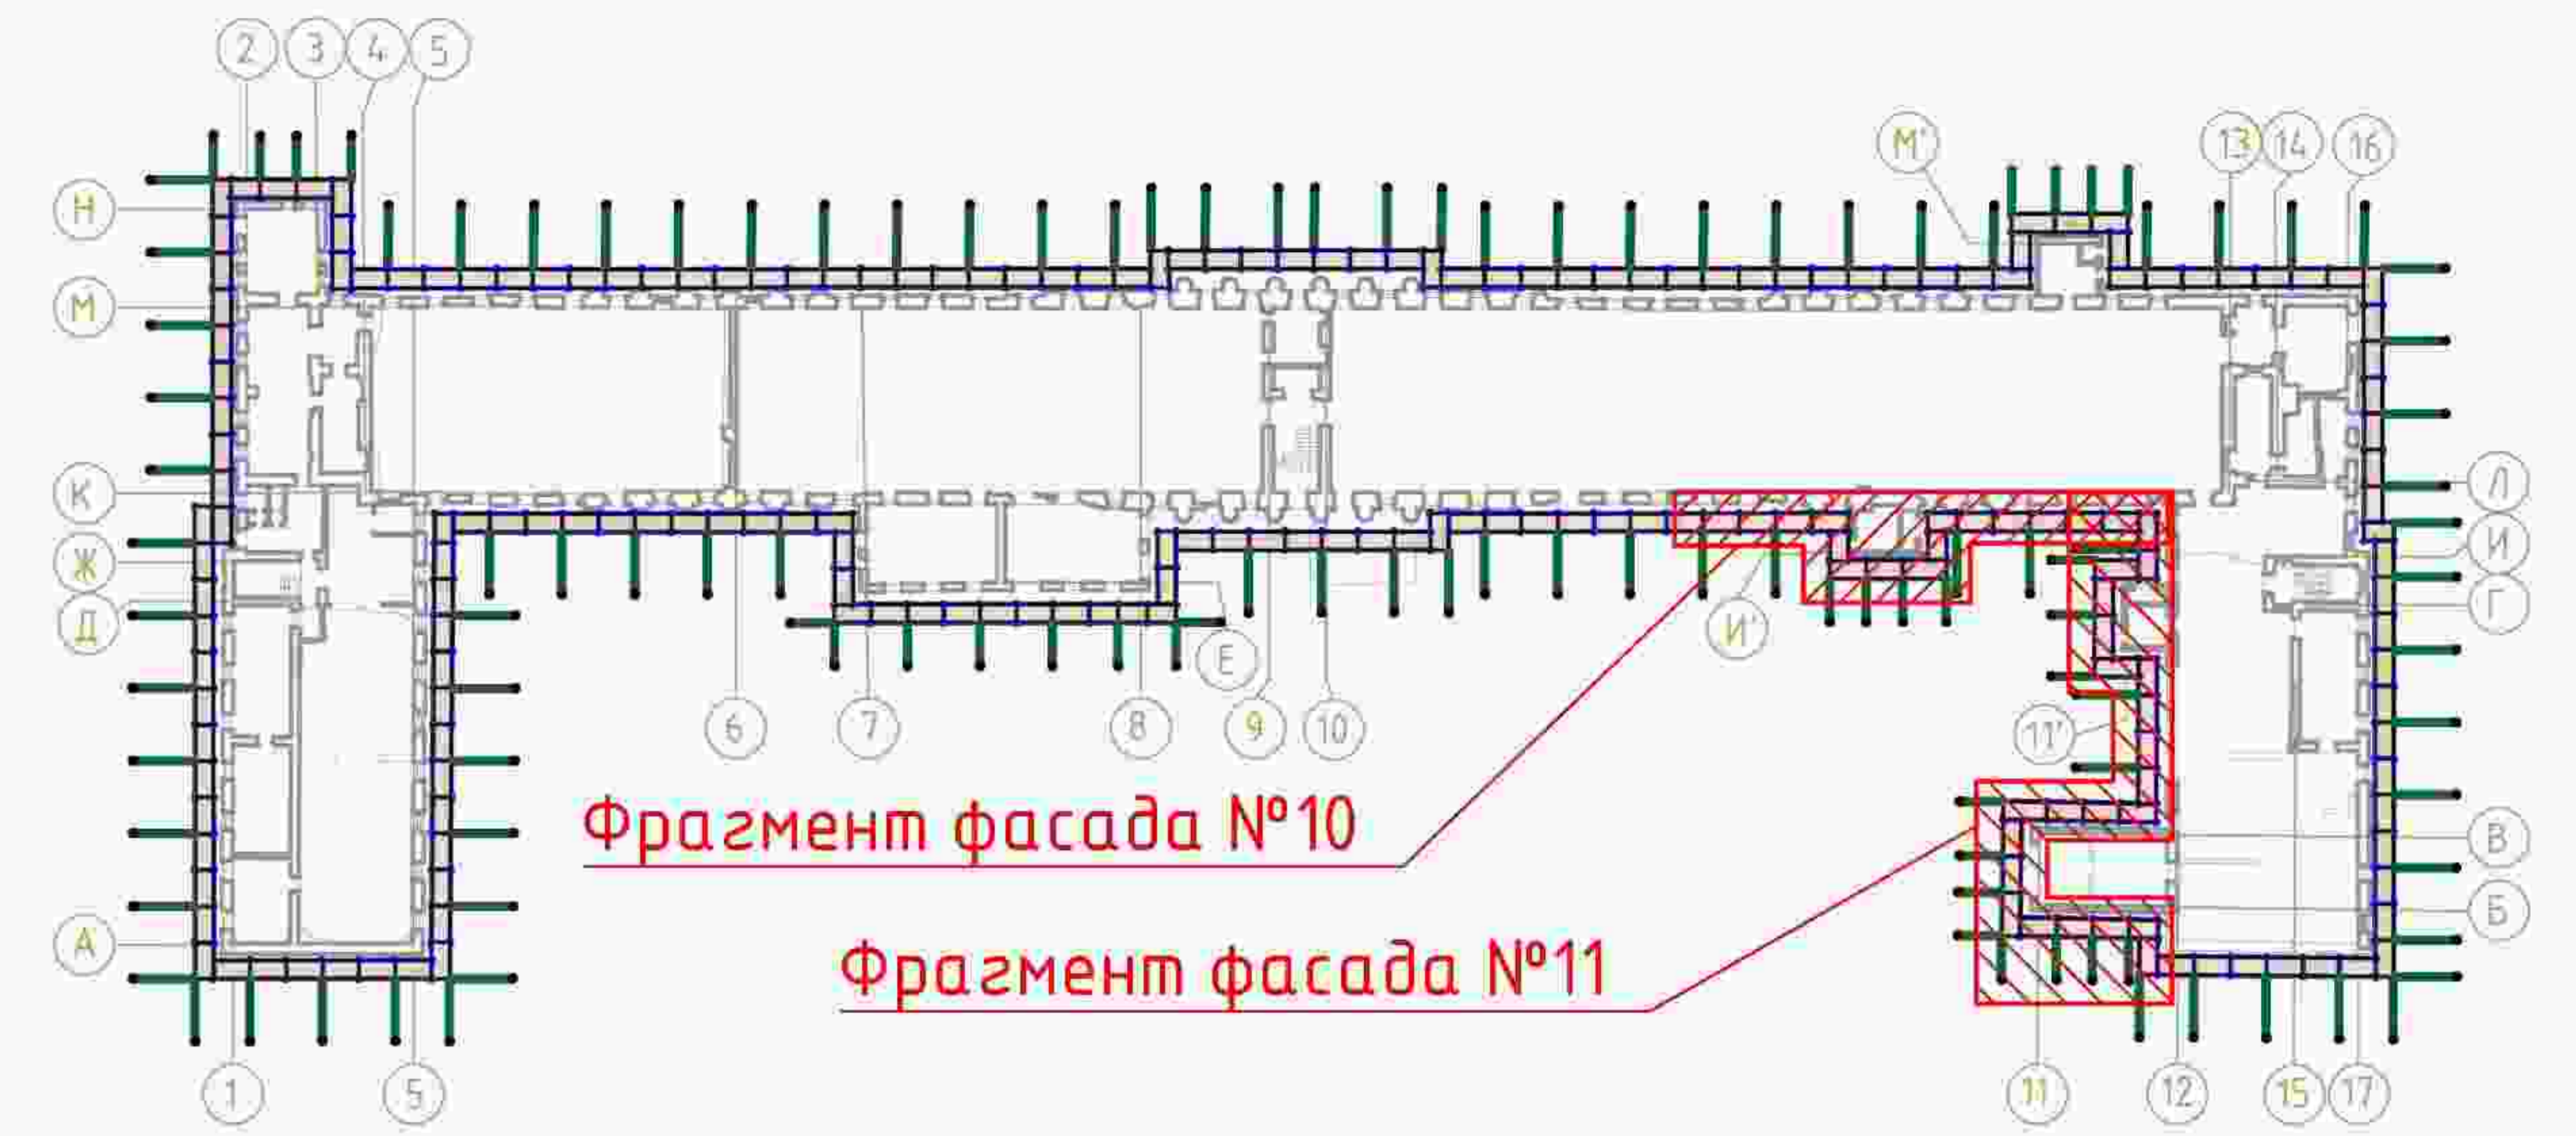 2 3 4 5
М' 13 14 16
Н
М
К Л
Ж И
Д Г
И'
Е
6 7 8 9 10 11'
Фрагмент фасада №10
В
Б
А
Фрагмент фасада №11
1 5 11 12 15 17